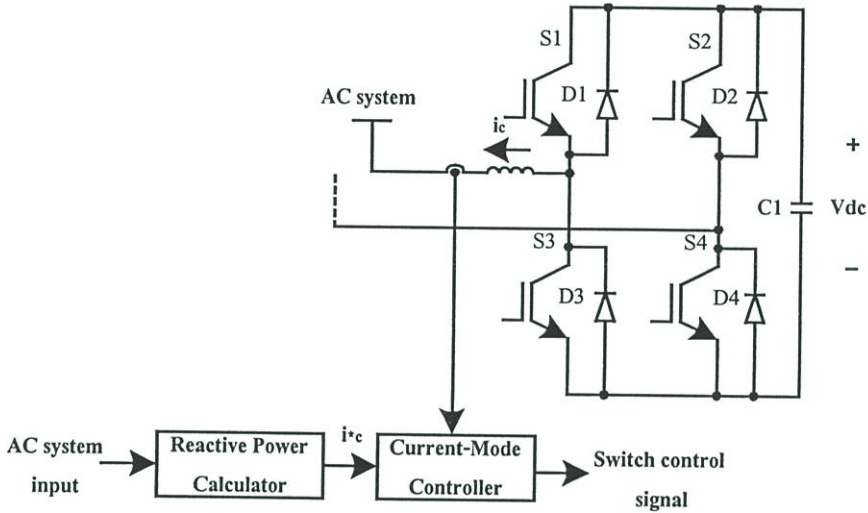 S1
S2
D1
D2
AC system
ic
+
C1
Vdc
S3
S4
−
D3
D4
AC system
input
Reactive Power
Calculator
i*c
Current-Mode
Controller
Switch control
signal